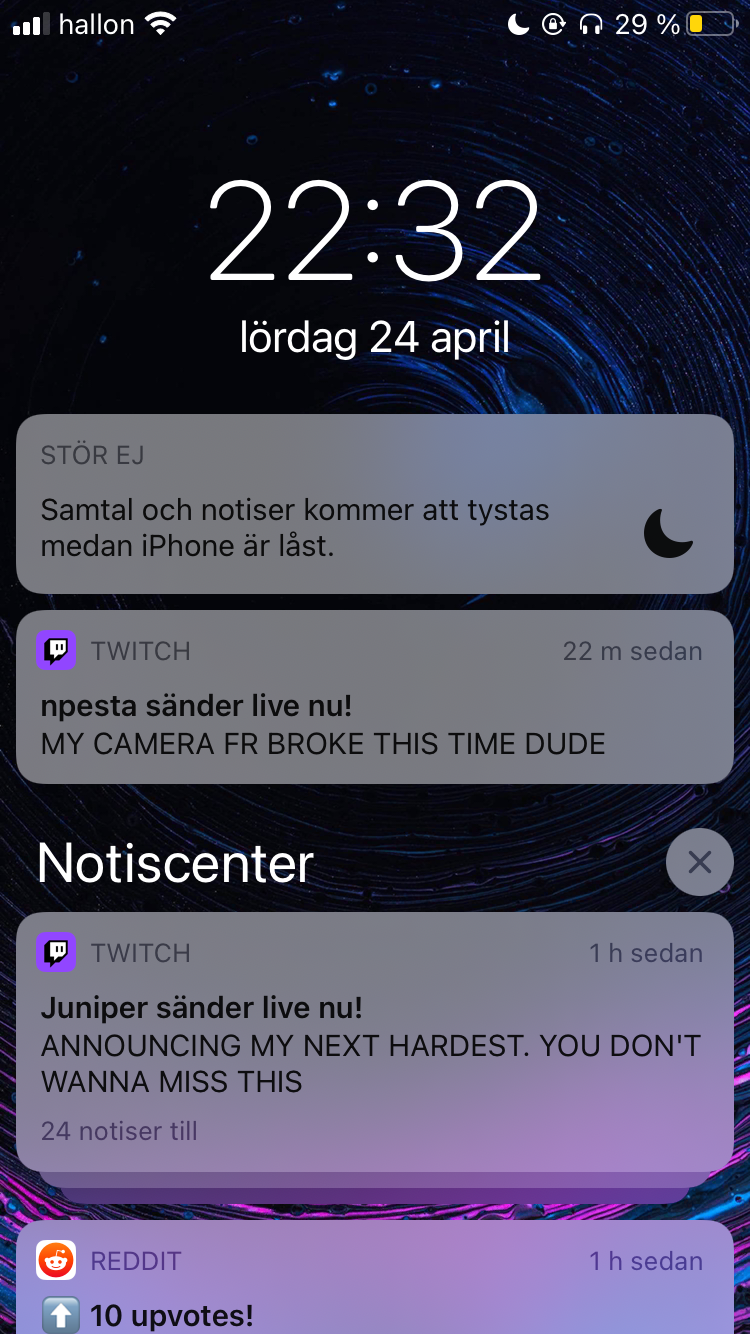 hallon 29 %
22:32
lördag 24 april
STÖR EJ
Samtal och notiser kommer att tystas
medan iPhone är låst.
TWITCH 22 m sedan
npesta sänder live nu!
MY CAMERA FR BROKE THIS TIME DUDE
Notiscenter
TWITCH 1 h sedan
Juniper sänder live nu!
ANNOUNCING MY NEXT HARDEST. YOU DON'T
WANNA MISS THIS
24 notiser till
REDDIT 1 h sedan
⬆️ 10 upvotes!